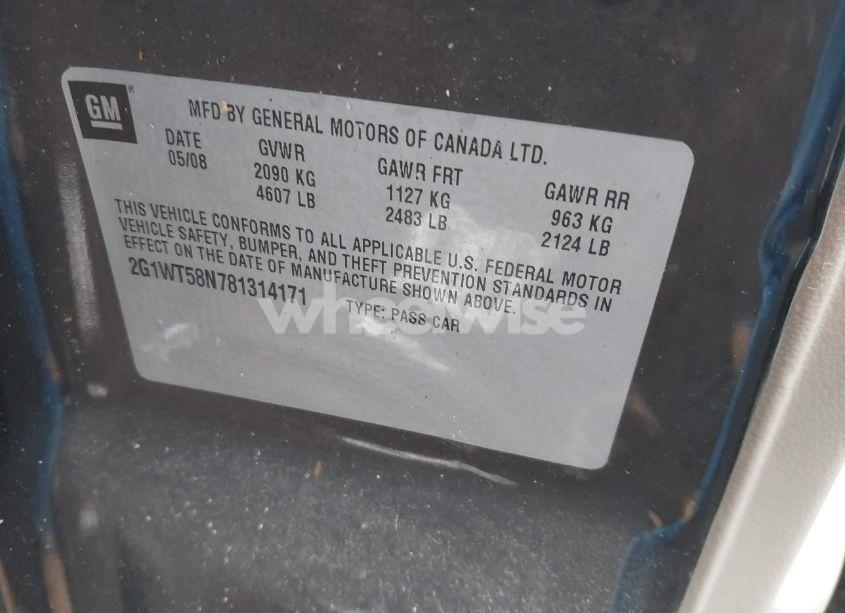 GM
MFD BY GENERAL MOTORS OF CANADA LTD.
DATE GVWR GAWR FRT GAWR RR
05/08 2090 KG 1127 KG 963 KG
4607 LB 2483 LB 2124 LB
THIS VEHICLE CONFORMS TO ALL APPLICABLE U.S. FEDERAL MOTOR
VEHICLE SAFETY, BUMPER, AND THEFT PREVENTION STANDARDS IN
EFFECT ON THE DATE OF MANUFACTURE SHOWN ABOVE.
2G1WT58N781314171 TYPE: PASS CAR
wheelwise